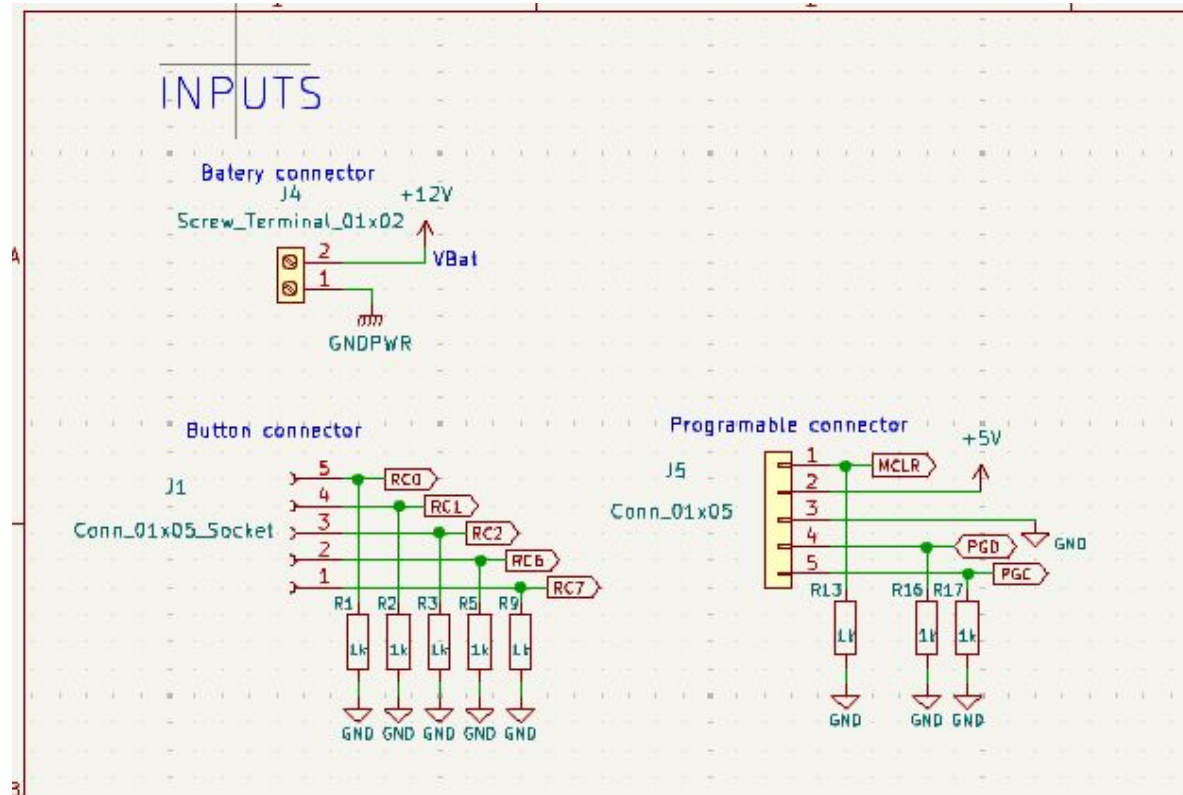 INPUTS
Batery connector
J4
+12V
Screw_Terminal_01x02
2
VBat
1
GNDPWR
A
Button connector
J1
Conn_01x05_Socket
5
RC0
4
RC1
3
RC2
2
RC6
1
RC7
R1
R2
R3
R5
R9
1k
1k
1k
1k
1k
GND
GND
GND
GND
GND
Programable connector
+5V
J5
Conn_01x05
1
MCLR
2
3
GND
4
PGD
5
PGC
R13
R16
R17
1k
1k
1k
GND
GND
GND
B